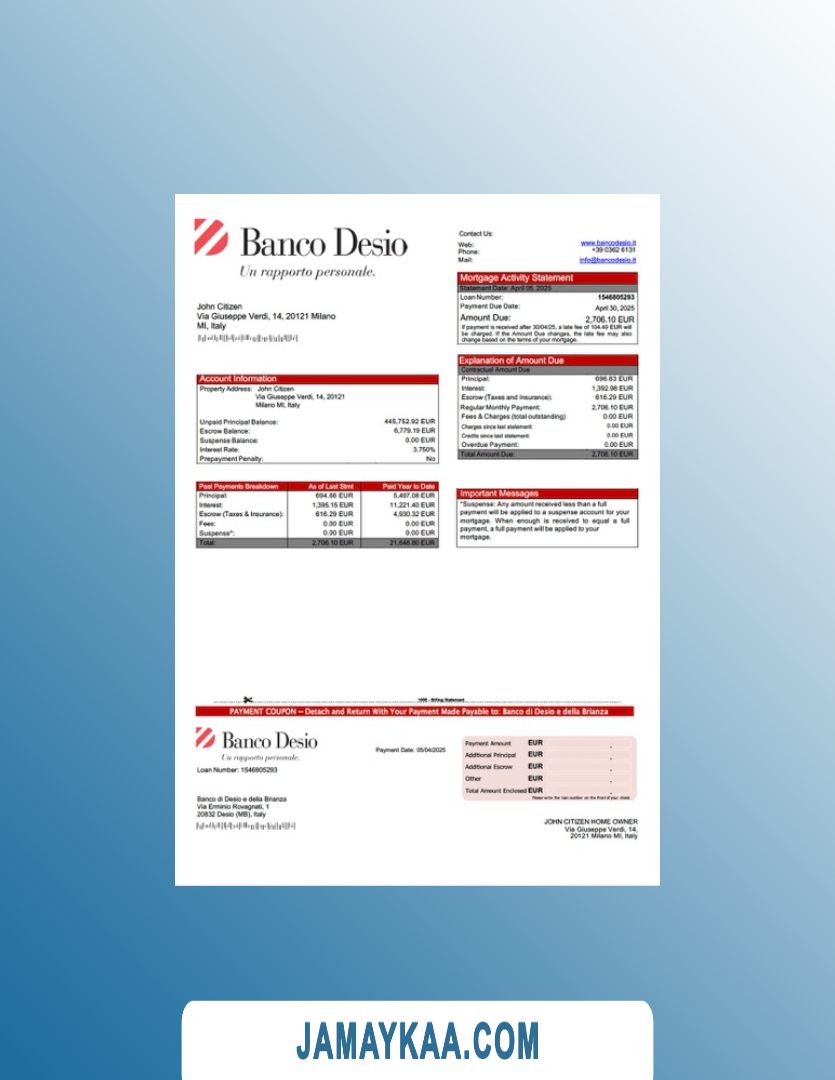 Banco Desio
Un rapporto personale.
Contact Us:
Web: www.bancodesio.it
Phone: +39 0362 6131
Mail: info@bancodesio.it
Mortgage Activity Statement
Statement Date: April 05, 2025
Loan Number: 1546805293
Payment Due Date: April 30, 2025
Amount Due: 2,706.10 EUR
If payment is received after 30/04/25, a late fee of 104.49 EUR will
be charged. If the Amount Due changes, the late fee may also
change based on the terms of your mortgage.
John Citizen
Via Giuseppe Verdi, 14, 20121 Milano
MI, Italy
Explanation of Amount Due
Contractual Amount Due
Principal: 696.83 EUR
Interest: 1,392.98 EUR
Escrow (Taxes and Insurance): 616.29 EUR
Regular Monthly Payment: 2,706.10 EUR
Fees & Charges (total outstanding) 0.00 EUR
Charges since last statement: 0.00 EUR
Credits since last statement: 0.00 EUR
Overdue Payment: 0.00 EUR
Total Amount Due: 2,706.10 EUR
Account Information
Property Address: John Citizen
Via Giuseppe Verdi, 14, 20121
Milano MI, Italy
Unpaid Principal Balance: 445,752.92 EUR
Escrow Balance: 6,779.19 EUR
Suspense Balance: 0.00 EUR
Interest Rate: 3.750%
Prepayment Penalty: No
Past Payments Breakdown As of Last Stmt Paid Year to Date
Principal: 694.66 EUR 5,497.08 EUR
Interest: 1,395.15 EUR 11,221.40 EUR
Escrow (Taxes & Insurance): 616.29 EUR 4,930.32 EUR
Fees: 0.00 EUR 0.00 EUR
Suspense*: 0.00 EUR 0.00 EUR
Total: 2,706.10 EUR 21,648.80 EUR
Important Messages
*Suspense: Any amount received less than a full
payment will be applied to a suspense account for your
mortgage. When enough is received to equal a full
payment, a full payment will be applied to your
mortgage.
Billing Statement
PAYMENT COUPON – Detach and Return With Your Payment Made Payable to: Banco di Desio e della Brianza
Banco Desio
Un rapporto personale.
Loan Number: 1546805293
Payment Date: 05/04/2025
Payment Amount EUR .
Additional Principal EUR .
Additional Escrow EUR .
Other EUR .
Total Amount Enclosed EUR .
Please write the loan number on the front of your check.
Banco di Desio e della Brianza
Via Erminio Rovagnati, 1
20832 Desio (MB), Italy
JOHN CITIZEN HOME OWNER
Via Giuseppe Verdi, 14,
20121 Milano MI, Italy
JAMAYKAA.COM